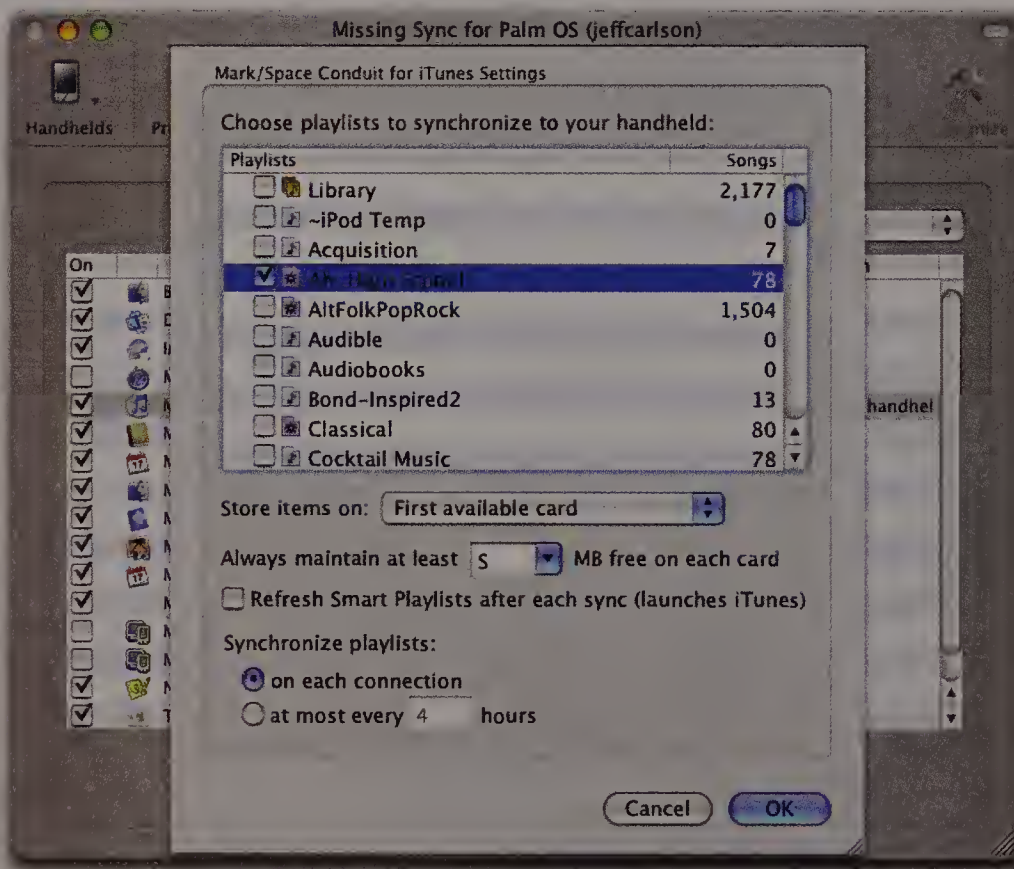 Missing Sync for Palm OS (jeffcarlson)
Mark/Space Conduit for iTunes Settings
Handhelds
Choose playlists to synchronize to your handheld:
Playlists Songs
Library 2,177
~iPod Temp 0
Acquisition 7
78
AltFolkPopRock 1,504
Audible 0
Audiobooks 0
Bond-Inspired2 13
Classical 80
Cocktail Music 78
On
handhel
Store items on: First available card
Always maintain at least MB free on each card
Refresh Smart Playlists after each sync (launches iTunes)
Synchronize playlists:
on each connection
at most every 4 hours
Cancel OK